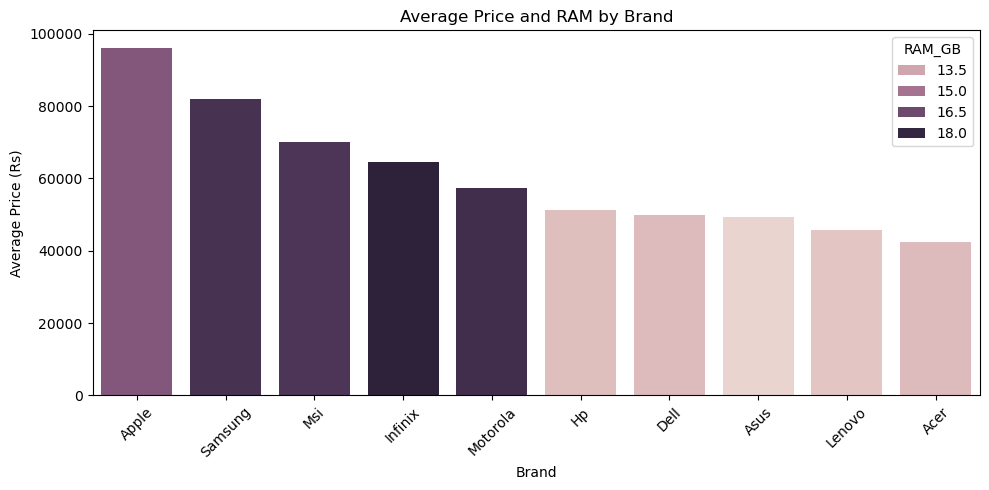 Average Price and RAM by Brand
100000
80000
60000
40000
20000
0
Average Price (Rs)
RAM_GB
13.5
15.0
16.5
18.0
Apple
Samsung
Msi
Infinix
Motorola
Hp
Dell
Asus
Lenovo
Acer
Brand